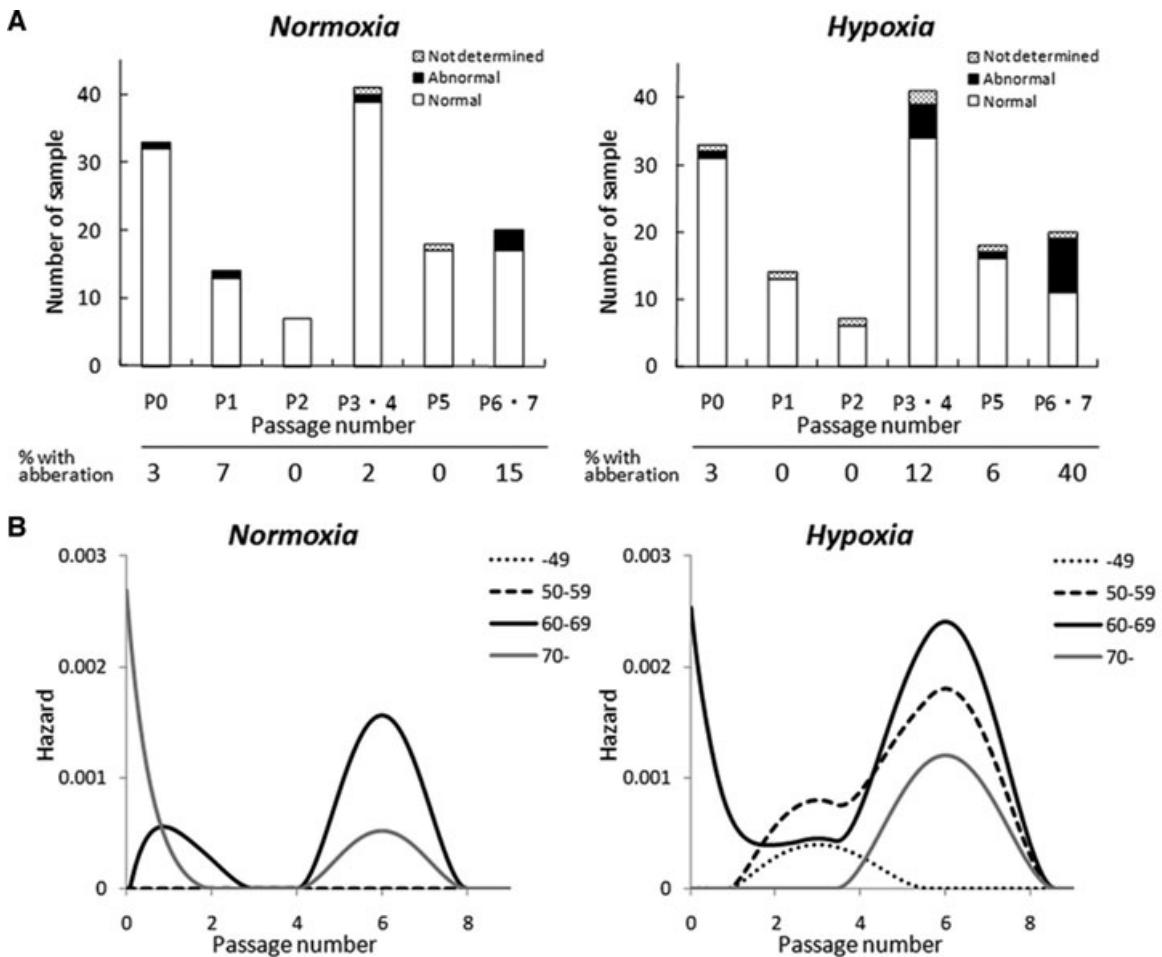 A
Normoxia
Not determined
Abnormal
Normal
Number of sample
40
30
20
10
0
P0 P1 P2 P3・4 P5 P6・7
Passage number
% with
abberation 3 7 0 2 0 15
Hypoxia
Not determined
Abnormal
Normal
Number of sample
40
30
20
10
0
P0 P1 P2 P3・4 P5 P6・7
Passage number
% with
abberation 3 0 0 12 6 40
B
Normoxia
-49
50-59
60-69
70-
Hazard
0.003
0.002
0.001
0
0 2 4 6 8
Passage number
Hypoxia
-49
50-59
60-69
70-
Hazard
0.003
0.002
0.001
0
0 2 4 6 8
Passage number